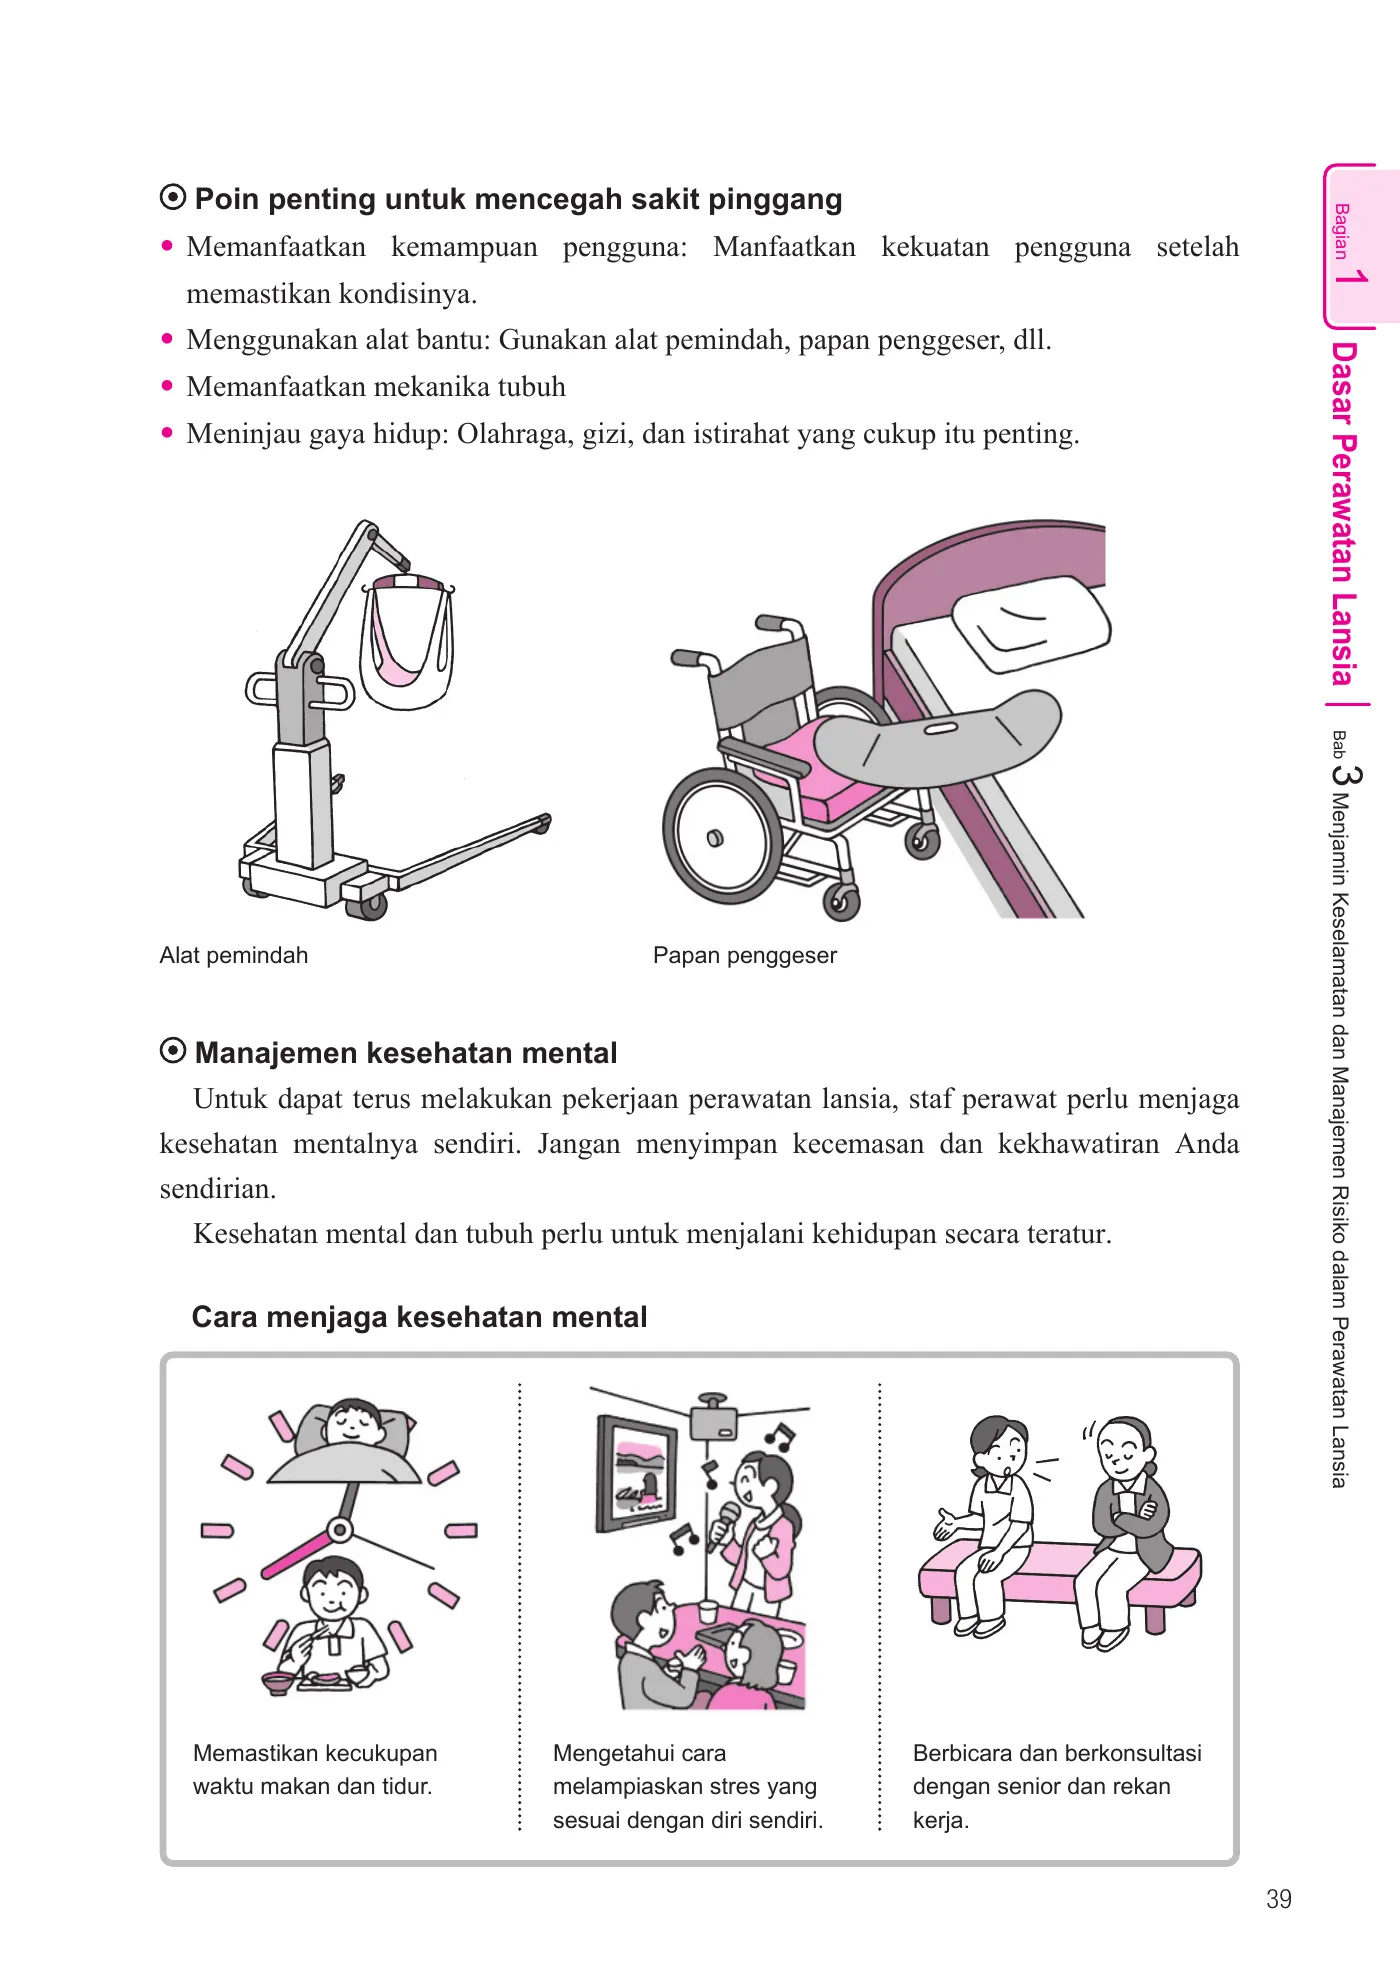 Poin penting untuk mencegah sakit pinggang
• Memanfaatkan kemampuan pengguna: Manfaatkan kekuatan pengguna setelah
memastikan kondisinya.
• Menggunakan alat bantu: Gunakan alat pemindah, papan penggeser, dll.
• Memanfaatkan mekanika tubuh
• Meninjau gaya hidup: Olahraga, gizi, dan istirahat yang cukup itu penting.
Alat pemindah
Papan penggeser
Manajemen kesehatan mental
Untuk dapat terus melakukan pekerjaan perawatan lansia, staf perawat perlu menjaga
kesehatan mentalnya sendiri. Jangan menyimpan kecemasan dan kekhawatiran Anda
sendirian.
Kesehatan mental dan tubuh perlu untuk menjalani kehidupan secara teratur.
Cara menjaga kesehatan mental
Memastikan kecukupan
waktu makan dan tidur.
Mengetahui cara
melampiaskan stres yang
sesuai dengan diri sendiri.
Berbicara dan berkonsultasi
dengan senior dan rekan
kerja.
Bagian 1
Dasar Perawatan Lansia
Bab 3 Menjamin Keselamatan dan Manajemen Risiko dalam Perawatan Lansia
39